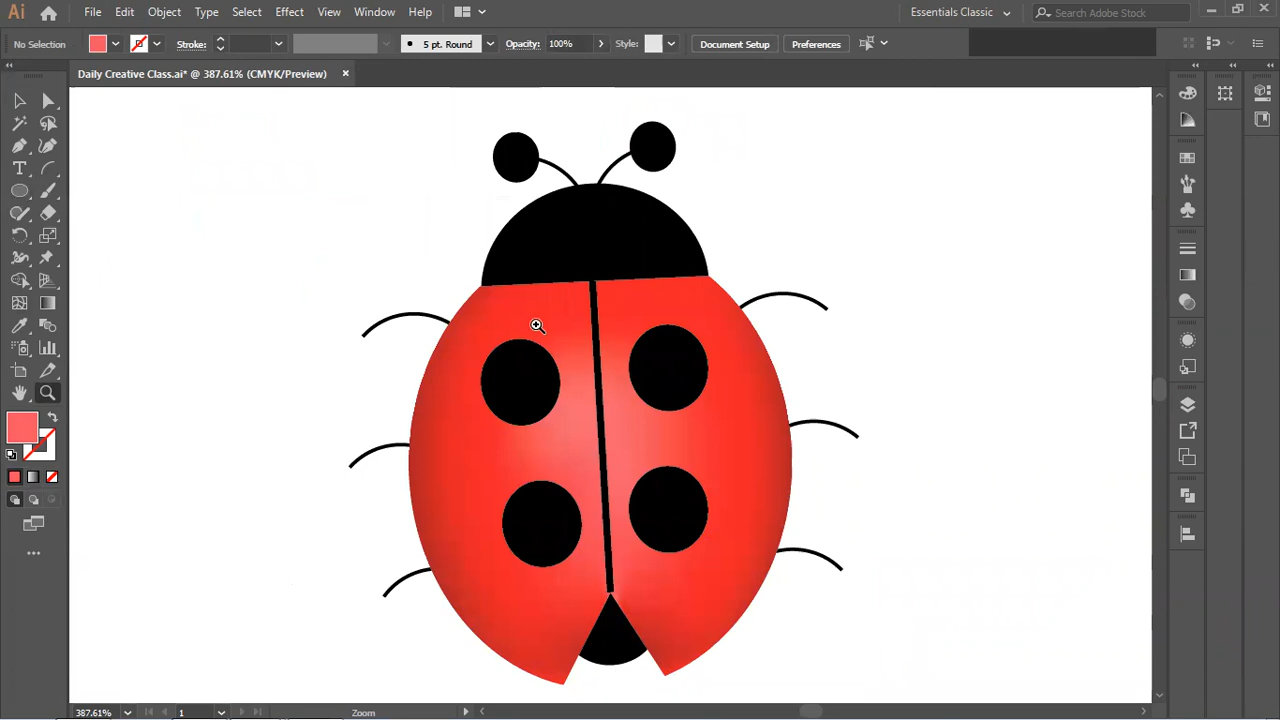 Ai File Edit Object Type Select Effect View Window Help Essentials Classic Search Adobe Stock
No Selection Stroke: 5 pt. Round Opacity: 100% Style: Document Setup Preferences
Daily Creative Class.ai* @ 387.61% (CMYK/Preview)
387.61% 1 Zoom